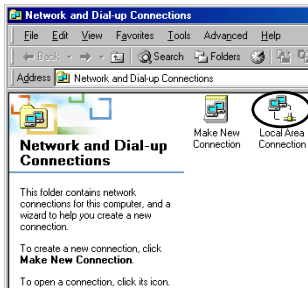 Network and Dial-up Connections
File Edit View Favorites Tools Advanced Help
Back Search Folders
Address Network and Dial-up Connections
Network and Dial-up
Connections
Make New
Connection
Local Area
Connection
This folder contains network
connections for this computer, and a
wizard to help you create a new
connection.
To create a new connection, click
Make New Connection.
To open a connection, click its icon.